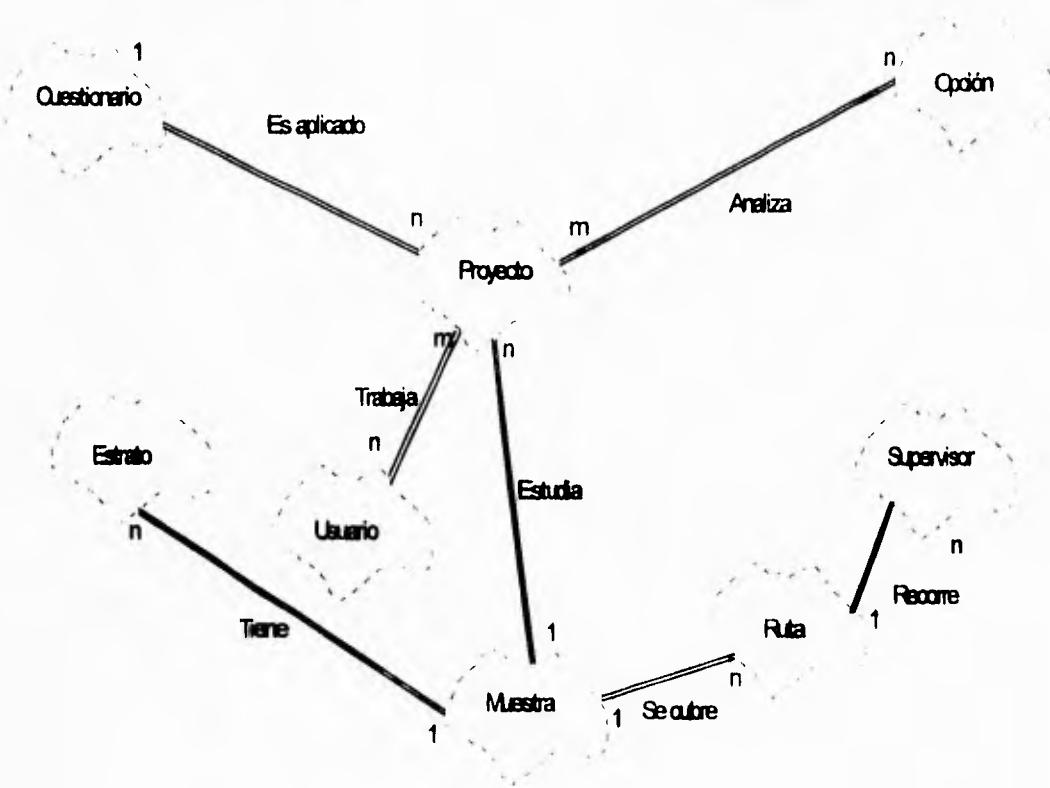 1
Cuestionario
n
Opción
Es aplicado
Analiza
n
m
Proyecto
m
n
Trabaja
n
Estrato
Supervisor
Estudia
n
Usuario
n
Recorre
Tiene
1
Ruta
1
Muestra
n
Se cubre
1
1